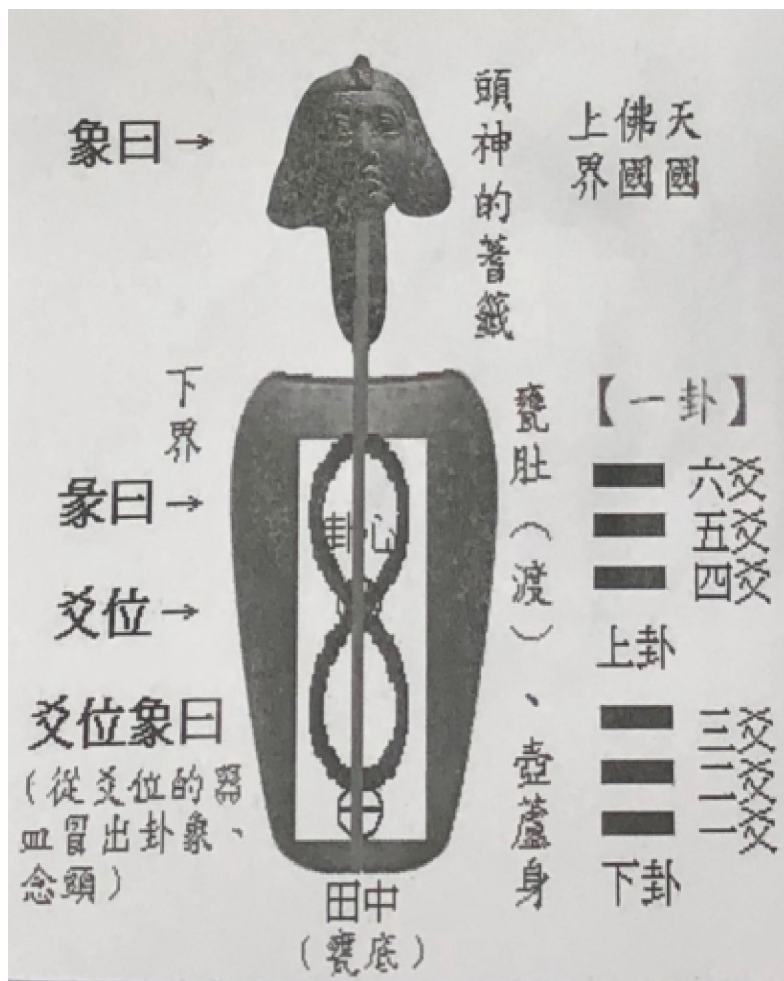 天國
佛國
上界
頭神的蓍籤
象曰→
下界
彖曰→
爻位→
爻位象曰
(從爻位的器
皿冒出卦象、
念頭)
卦心
田中
(甕底)
甕肚(渡)、壺蘆身
【一卦】
六爻
五爻
四爻
上卦
三爻
二爻
一爻
下卦